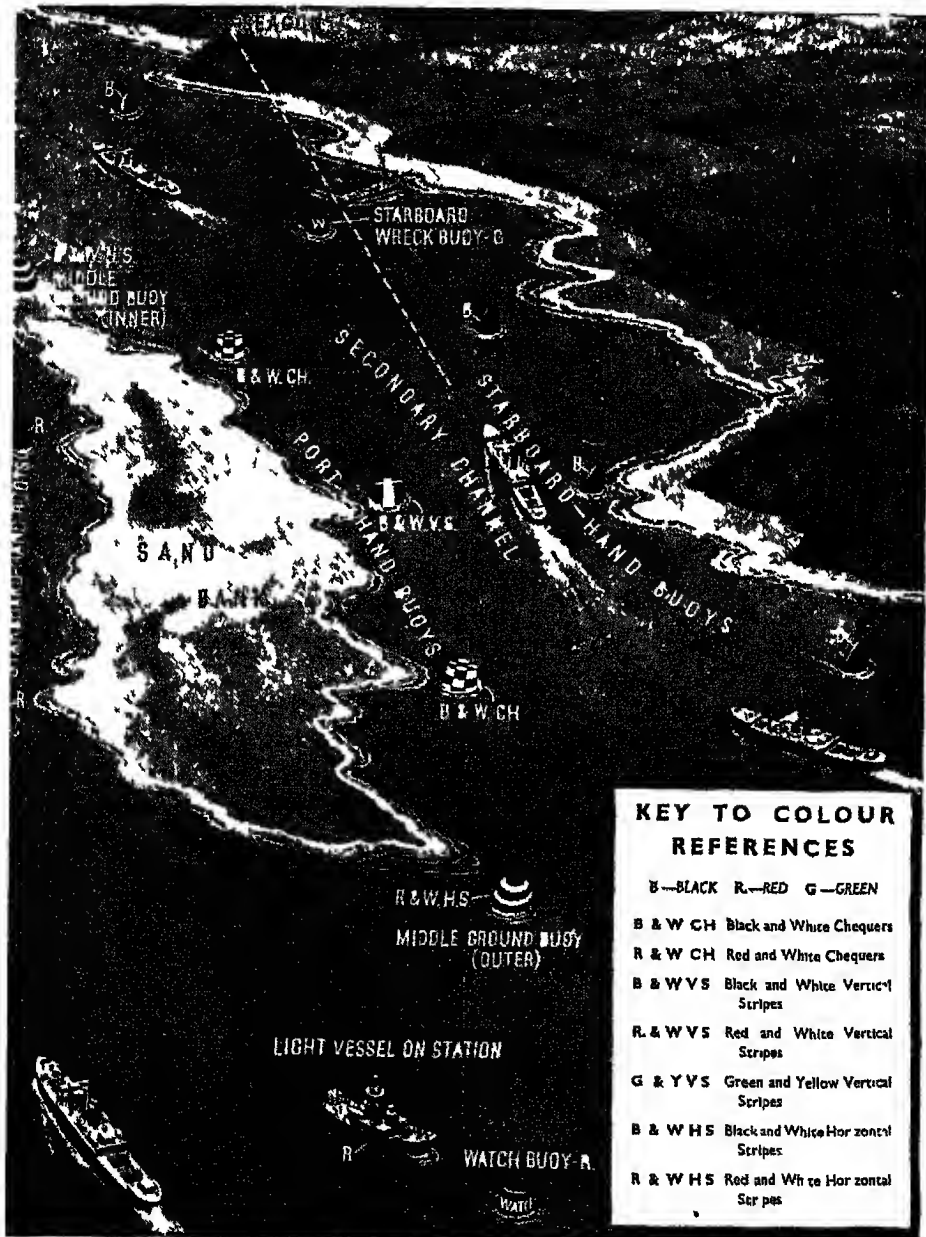 B
STARBOARD
WRECK BUOY-G
W
B
(INNER)
& W. CH.
SECONDARY CHANNEL
STARBOARD-HAND BUOYS
PORT HAND BUOYS
R
B
B & W.V.S
SAND
BANK
R
B & W. CH
R & W. H.S
MIDDLE GROUND BUOY
(OUTER)
LIGHT VESSEL ON STATION
R
WATCH BUOY-R.
KEY TO COLOUR
REFERENCES
B—BLACK R—RED G—GREEN
B & W CH Black and White Chequers
R & W CH Red and White Chequers
B & W V S Black and White Vertical
Stripes
R & W V S Red and White Vertical
Stripes
G & Y V S Green and Yellow Vertical
Stripes
B & W H S Black and White Horizontal
Stripes
R & W H S Red and White Horizontal
Stripes